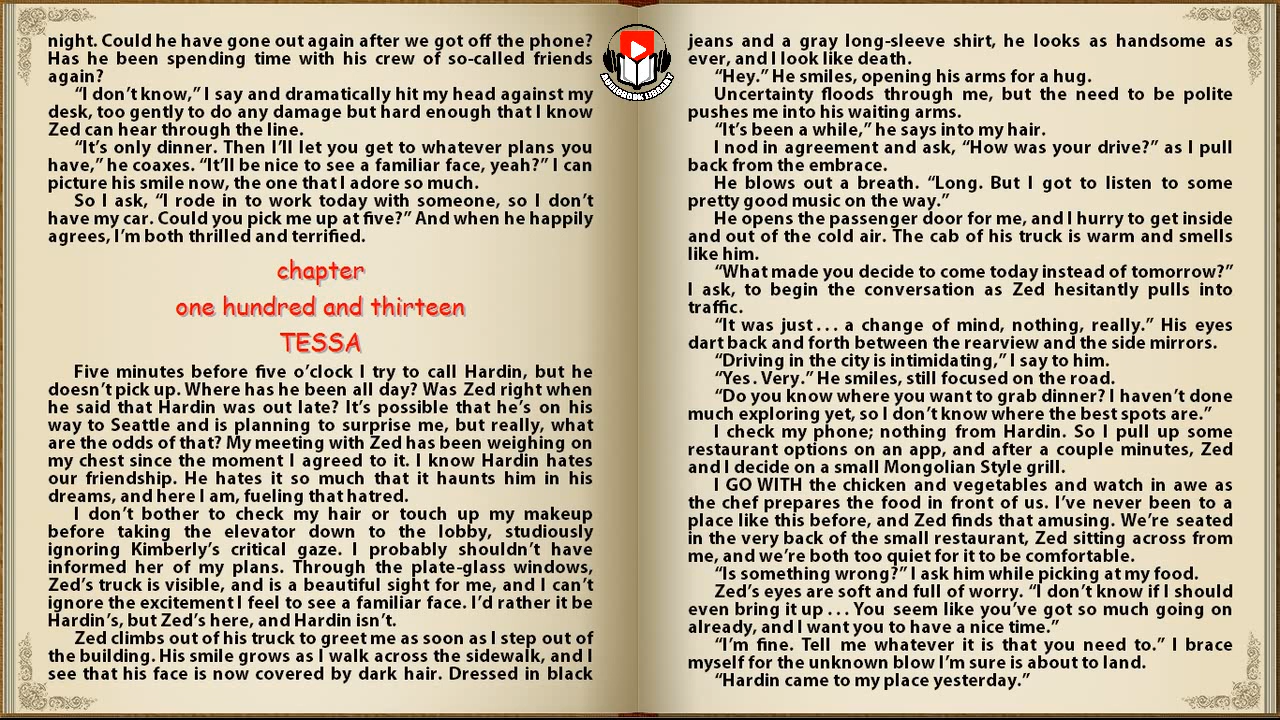 night. Could he have gone out again after we got off the phone?
Has he been spending time with his crew of so-called friends
again?
“I don’t know,” I say and dramatically hit my head against my
desk, too gently to do any damage but hard enough that I know
Zed can hear through the line.
“It’s only dinner. Then I’ll let you get to whatever plans you
have,” he coaxes. “It’ll be nice to see a familiar face, yeah?” I can
picture his smile now, the one that I adore so much.
So I ask, “I rode in to work today with someone, so I don’t
have my car. Could you pick me up at five?” And when he happily
agrees, I’m both thrilled and terrified.
chapter
one hundred and thirteen
TESSA
Five minutes before five o’clock I try to call Hardin, but he
doesn’t pick up. Where has he been all day? Was Zed right when
he said that Hardin was out late? It’s possible that he’s on his
way to Seattle and is planning to surprise me, but really, what
are the odds of that? My meeting with Zed has been weighing on
my chest since the moment I agreed to it. I know Hardin hates
our friendship. He hates it so much that it haunts him in his
dreams, and here I am, fueling that hatred.
I don’t bother to check my hair or touch up my makeup
before taking the elevator down to the lobby, studiously
ignoring Kimberly’s critical gaze. I probably shouldn’t have
informed her of my plans. Through the plate-glass windows,
Zed’s truck is visible, and is a beautiful sight for me, and I can’t
ignore the excitement I feel to see a familiar face. I’d rather it be
Hardin’s, but Zed’s here, and Hardin isn’t.
Zed climbs out of his truck to greet me as soon as I step out of
the building. His smile grows as I walk across the sidewalk, and I
see that his face is now covered by dark hair. Dressed in black
AUDIOBOOK LIBRARY
jeans and a gray long-sleeve shirt, he looks as handsome as
ever, and I look like death.
“Hey.” He smiles, opening his arms for a hug.
Uncertainty floods through me, but the need to be polite
pushes me into his waiting arms.
“It’s been a while,” he says into my hair.
I nod in agreement and ask, “How was your drive?” as I pull
back from the embrace.
He blows out a breath. “Long. But I got to listen to some
pretty good music on the way.”
He opens the passenger door for me, and I hurry to get inside
and out of the cold air. The cab of his truck is warm and smells
like him.
“What made you decide to come today instead of tomorrow?”
I ask, to begin the conversation as Zed hesitantly pulls into
traffic.
“It was just . . . a change of mind, nothing, really.” His eyes
dart back and forth between the rearview and the side mirrors.
“Driving in the city is intimidating,” I say to him.
“Yes. Very.” He smiles, still focused on the road.
“Do you know where you want to grab dinner? I haven’t done
much exploring yet, so I don’t know where the best spots are.”
I check my phone; nothing from Hardin. So I pull up some
restaurant options on an app, and after a couple minutes, Zed
and I decide on a small Mongolian Style grill.
I GO WITH the chicken and vegetables and watch in awe as
the chef prepares the food in front of us. I’ve never been to a
place like this before, and Zed finds that amusing. We’re seated
in the very back of the small restaurant, Zed sitting across from
me, and we’re both too quiet for it to be comfortable.
“Is something wrong?” I ask him while picking at my food.
Zed’s eyes are soft and full of worry. “I don’t know if I should
even bring it up . . . You seem like you’ve got so much going on
already, and I want you to have a nice time.”
“I’m fine. Tell me whatever it is that you need to.” I brace
myself for the unknown blow I’m sure is about to land.
“Hardin came to my place yesterday.”